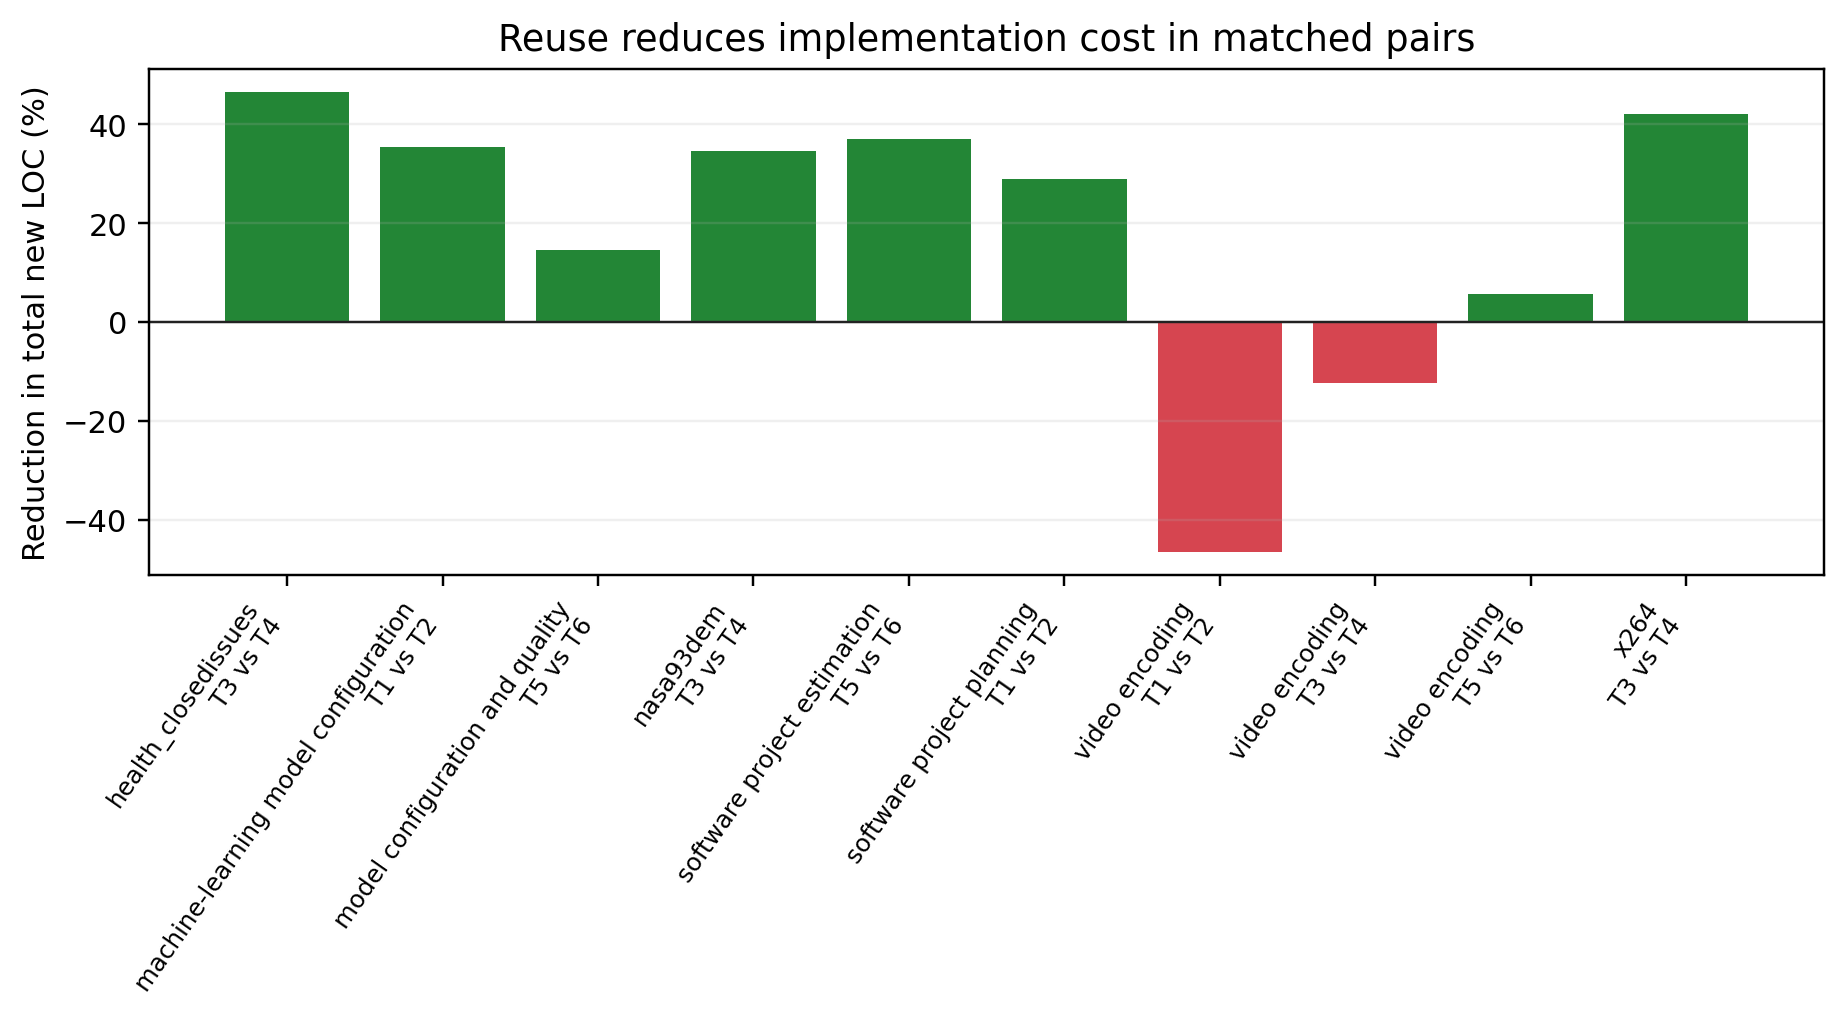 Reuse reduces implementation cost in matched pairs
Reduction in total new LOC (%)
40
20
0
−20
−40
health_closedissues
T3 vs T4
machine-learning model configuration
T1 vs T2
model configuration and quality
T5 vs T6
nasa93dem
T3 vs T4
software project estimation
T5 vs T6
software project planning
T1 vs T2
video encoding
T1 vs T2
video encoding
T3 vs T4
video encoding
T5 vs T6
x264
T3 vs T4